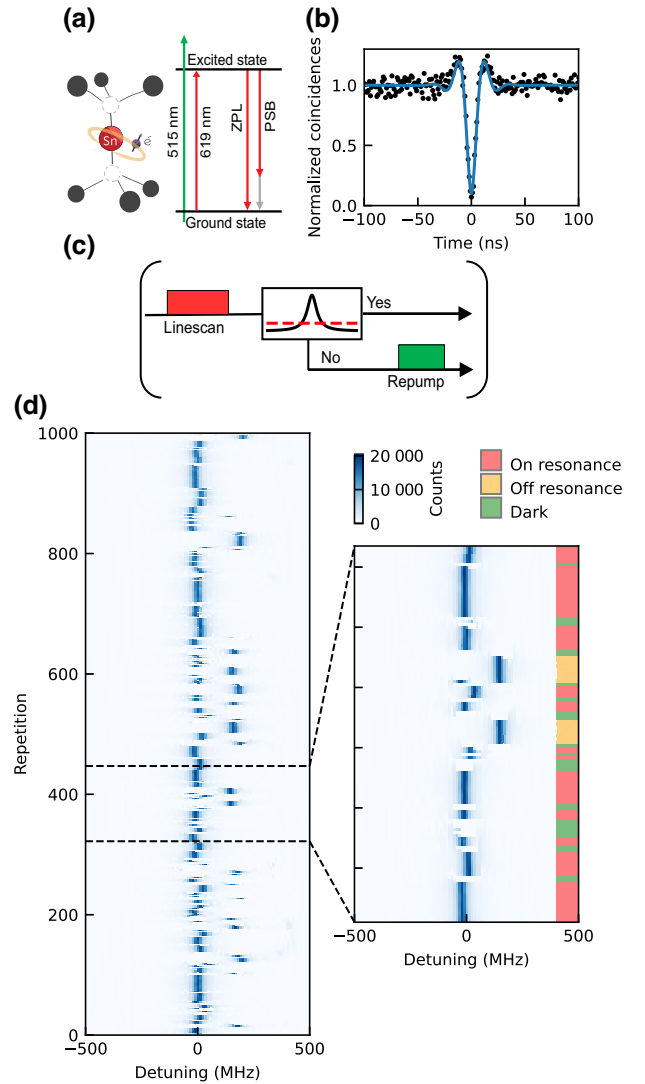 (a)
Sn
e
515 nm
619 nm
Excited state
ZPL
PSB
Ground state
(b)
Normalized coincidences
1.0
0.5
0.0
−100
−50
0
50
100
Time (ns)
(c)
Linescan
Yes
No
Repump
(d)
Repetition
1000
800
600
400
200
0
−500
0
500
Detuning (MHz)
20 000
10 000
0
Counts
On resonance
Off resonance
Dark
−500
0
500
Detuning (MHz)